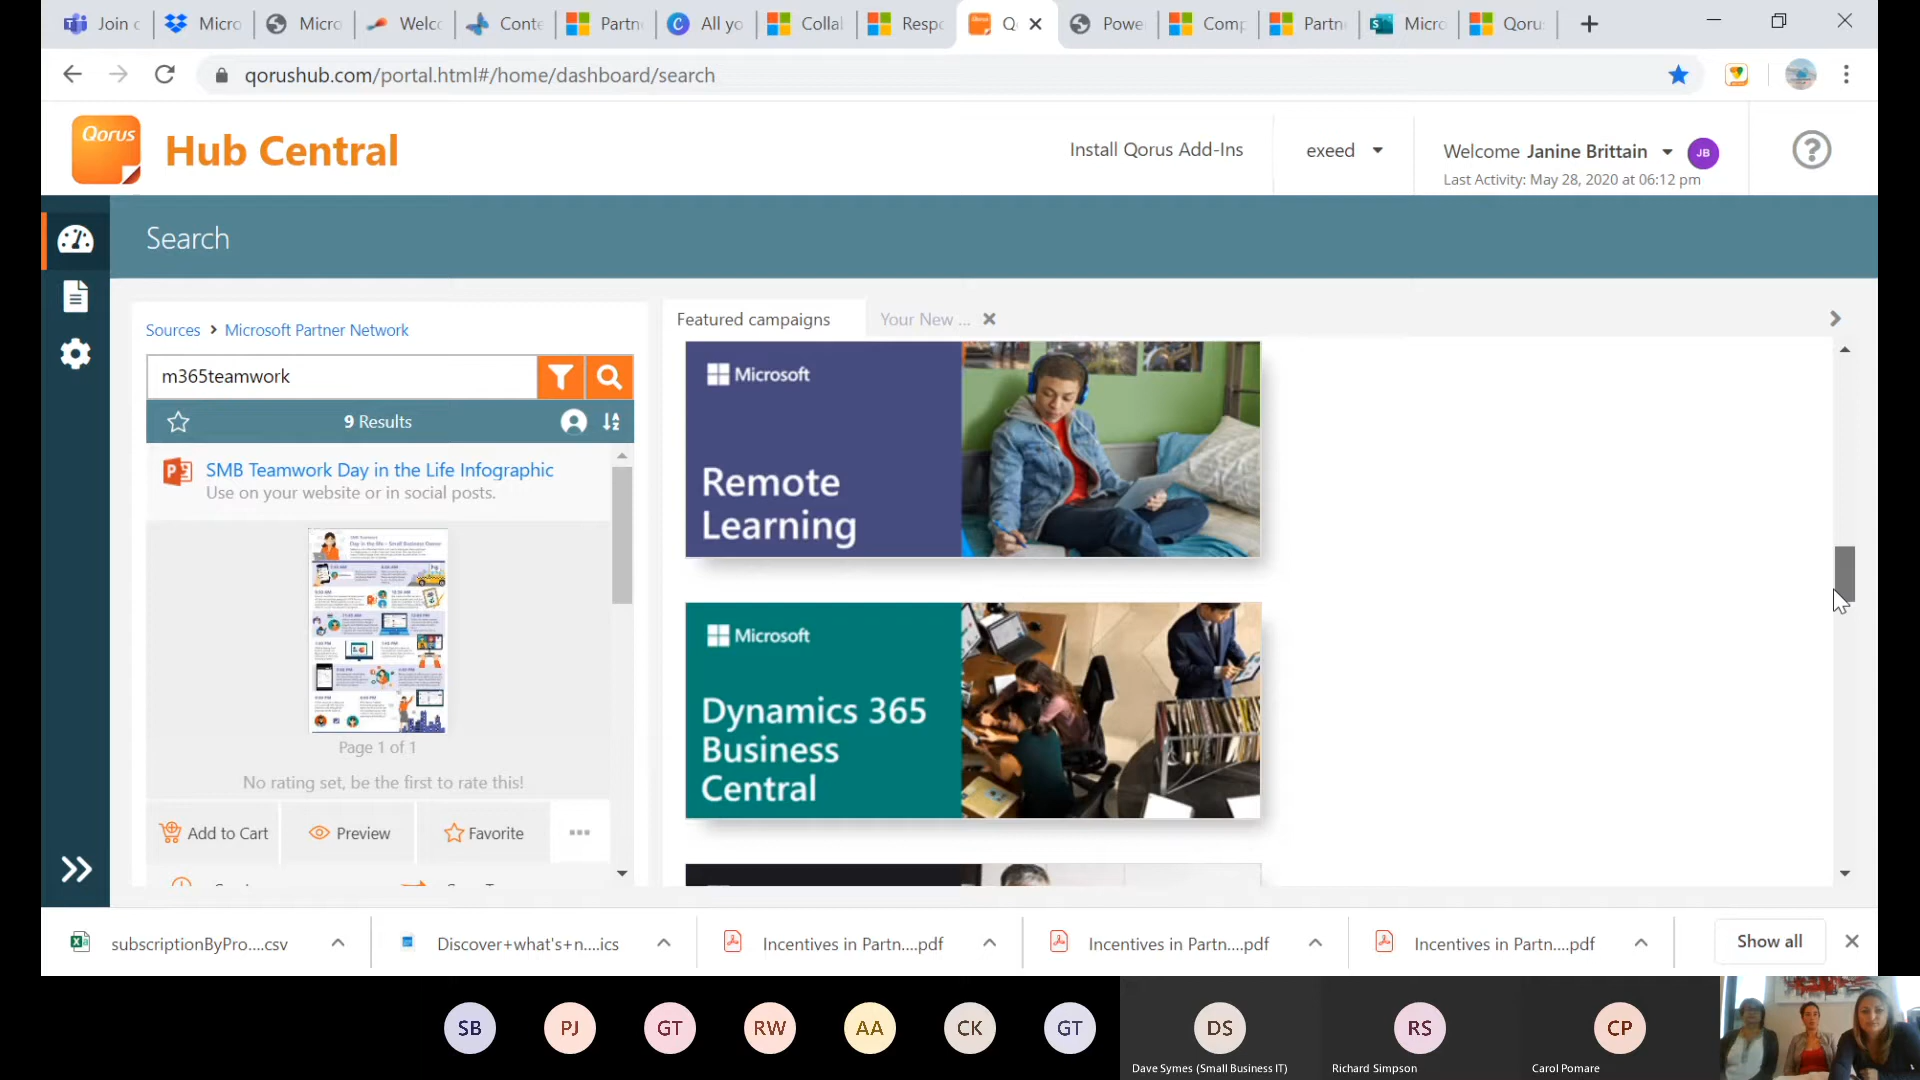 Join c
Micro
Micro
Welc
Conte
Partn
All yo
Colla
Respo
Q
Powe
Comp
Partn
Micro
Qorus
qorushub.com/portal.html#/home/dashboard/search
Qorus
Hub Central
Install Qorus Add-Ins
exeed
Welcome Janine Brittain
JB
Last Activity: May 28, 2020 at 06:12 pm
Search
Sources > Microsoft Partner Network
m365teamwork
9 Results
SMB Teamwork Day in the Life Infographic
Use on your website or in social posts.
Page 1 of 1
No rating set, be the first to rate this!
Add to Cart
Preview
Favorite
Featured campaigns
Your New ...
Microsoft
Remote
Learning
Microsoft
Dynamics 365
Business
Central
subscriptionByPro....csv
Discover+what's+n....ics
Incentives in Partn....pdf
Incentives in Partn....pdf
Incentives in Partn....pdf
Show all
SB
PJ
GT
RW
AA
CK
GT
DS
Dave Symes (Small Business IT)
RS
Richard Simpson
CP
Carol Pomare